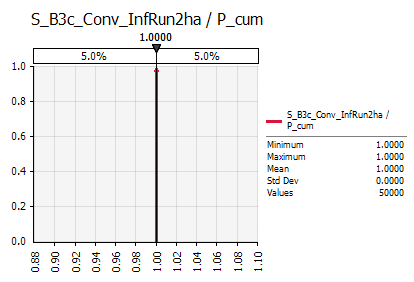 S_B3c_Conv_InfRun2ha / P_cum
1.0000
5.0% 5.0%
1.0
0.8
0.6
0.4
0.2
0.0
0.88 0.90 0.92 0.94 0.96 0.98 1.00 1.02 1.04 1.06 1.08 1.10
S_B3c_Conv_InfRun2ha /
P_cum
Minimum 1.0000
Maximum 1.0000
Mean 1.0000
Std Dev 0.0000
Values 50000